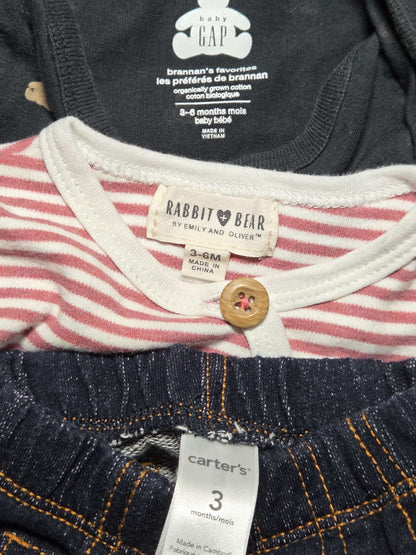 baby
GAP
brannan's favorites
les préférés de brannan
organically grown cotton
coton biologique
3-6 months mois
baby bébé
MADE IN
VIETNAM
RABBIT BEAR
BY EMILY AND OLIVER™
3-6M
MADE IN
CHINA
carter's®
3
months/mois
Made in